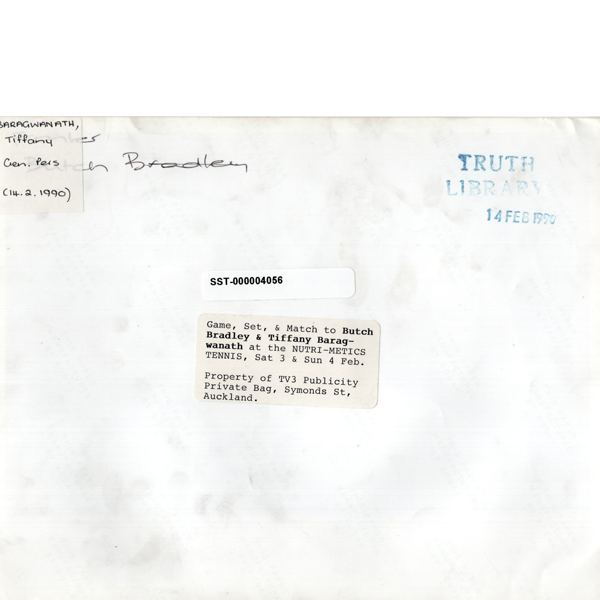 BARAGWANATH,
Tiffany
Gen. Pers
(14.2.1990)
Bradley
TRUTH
LIBRARY
14 FEB 1990
SST-000004056
Game, Set, & Match to Butch
Bradley & Tiffany Barag-
wanath at the NUTRI-METICS
TENNIS, Sat 3 & Sun 4 Feb.
Property of TV3 Publicity
Private Bag, Symonds St,
Auckland.